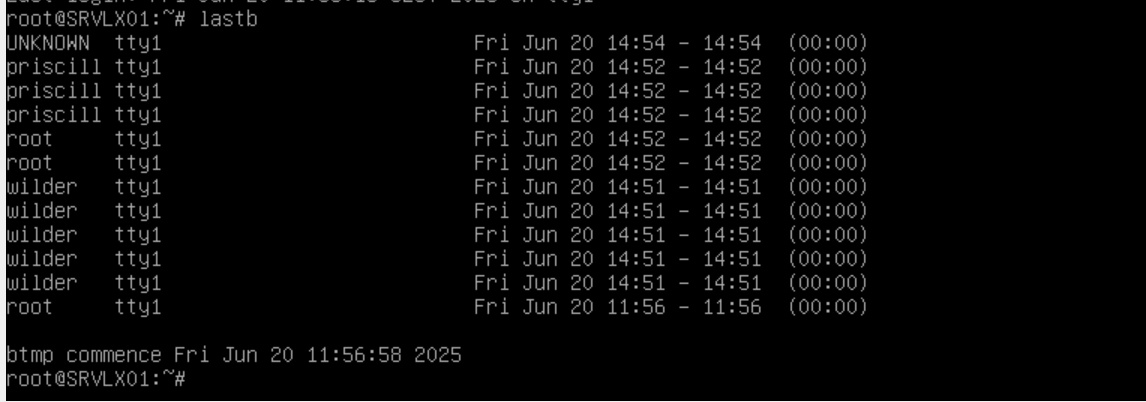 root@SRVLX01:~# lastb
UNKNOWN  tty1                          Fri Jun 20 14:54 - 14:54  (00:00)
priscill tty1                          Fri Jun 20 14:52 - 14:52  (00:00)
priscill tty1                          Fri Jun 20 14:52 - 14:52  (00:00)
priscill tty1                          Fri Jun 20 14:52 - 14:52  (00:00)
root     tty1                          Fri Jun 20 14:52 - 14:52  (00:00)
root     tty1                          Fri Jun 20 14:52 - 14:52  (00:00)
wilder   tty1                          Fri Jun 20 14:51 - 14:51  (00:00)
wilder   tty1                          Fri Jun 20 14:51 - 14:51  (00:00)
wilder   tty1                          Fri Jun 20 14:51 - 14:51  (00:00)
wilder   tty1                          Fri Jun 20 14:51 - 14:51  (00:00)
wilder   tty1                          Fri Jun 20 14:51 - 14:51  (00:00)
root     tty1                          Fri Jun 20 11:56 - 11:56  (00:00)
btmp commence Fri Jun 20 11:56:58 2025
root@SRVLX01:~#